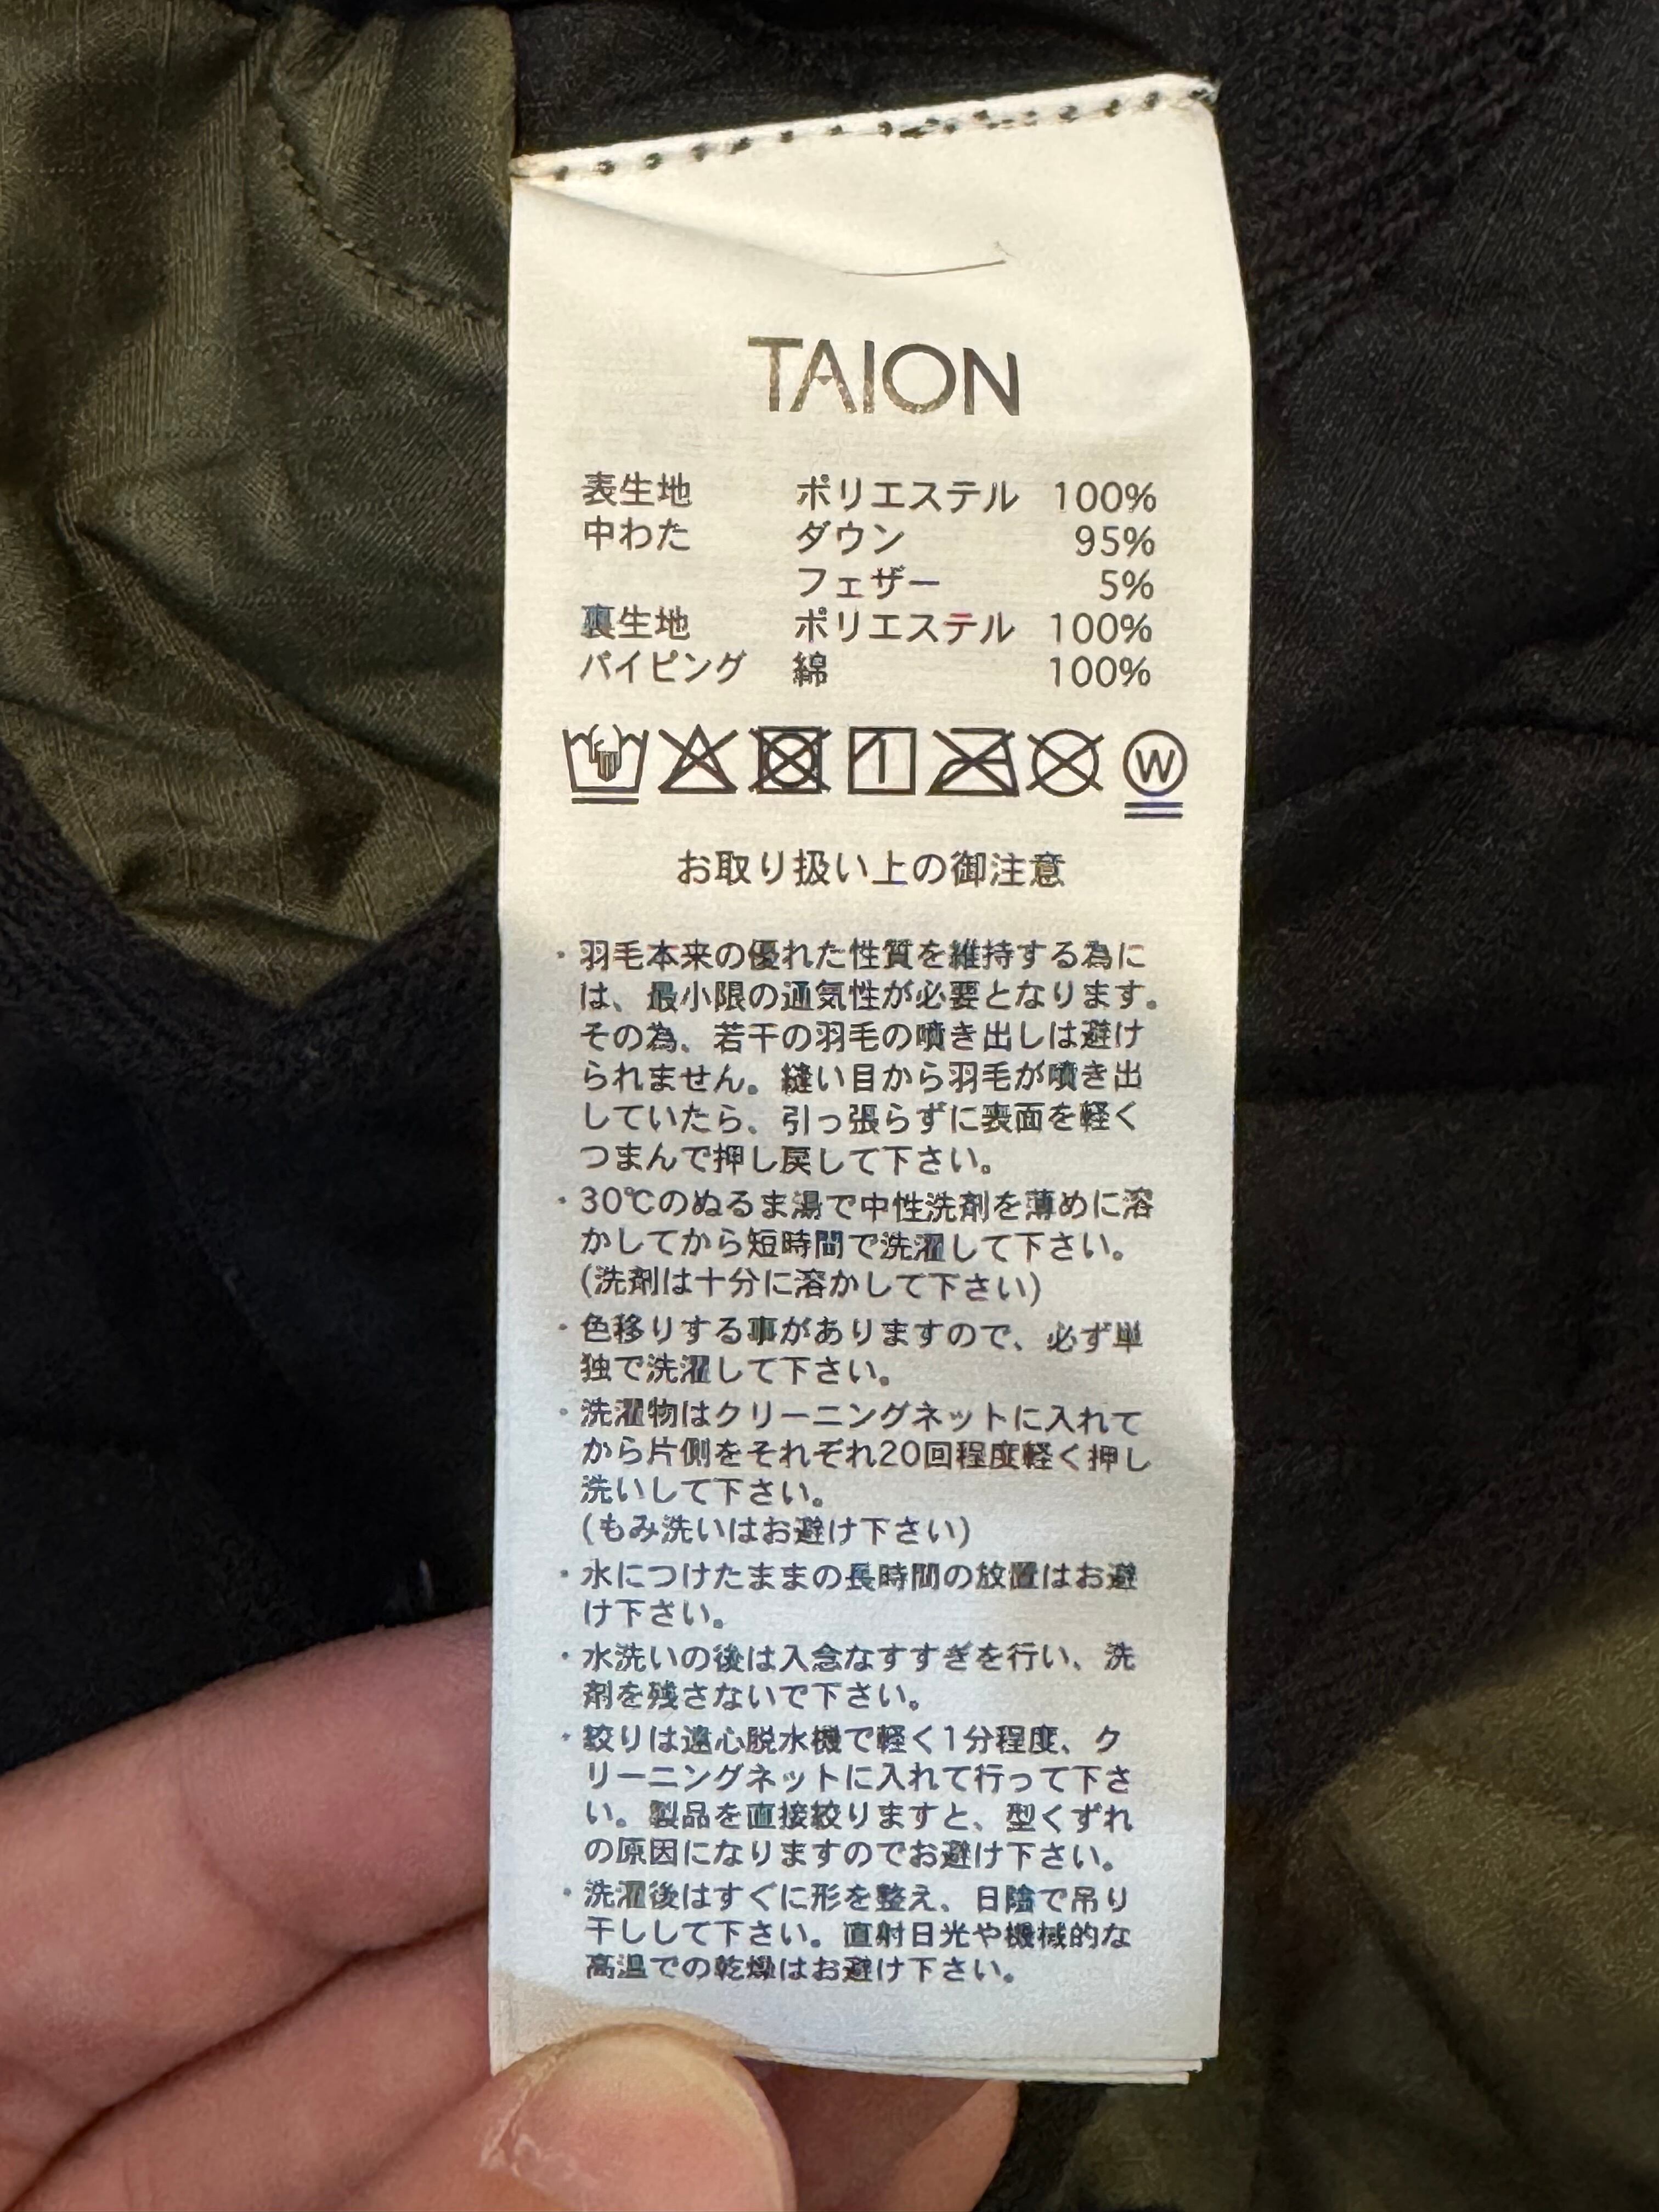 TAION
表生地 ポリエステル 100%
中わた ダウン 95%
フェザー 5%
裏生地 ポリエステル 100%
パイピング 綿 100%
W
お取り扱い上の御注意
・羽毛本来の優れた性質を維持する為に
は、最小限の通気性が必要となります。
その為、若干の羽毛の噴き出しは避け
られません。縫い目から羽毛が噴き出
していたら、引っ張らずに裏面を軽く
つまんで押し戻して下さい。
・30℃のぬるま湯で中性洗剤を薄めに溶
かしてから短時間で洗濯して下さい。
(洗剤は十分に溶かして下さい)
・色移りする事がありますので、必ず単
独で洗濯して下さい。
・洗濯物はクリーニングネットに入れて
から片側をそれぞれ20回程度軽く押し
洗いして下さい。
(もみ洗いはお避け下さい)
・水につけたままの長時間の放置はお避
け下さい。
・水洗いの後は入念なすすぎを行い、洗
剤を残さないで下さい。
・絞りは遠心脱水機で軽く1分程度、ク
リーニングネットに入れて行って下さ
い。製品を直接絞りますと、型くずれ
の原因になりますのでお避け下さい。
・洗濯後はすぐに形を整え、日陰で吊り
干しして下さい。直射日光や機械的な
高温での乾燥はお避け下さい。